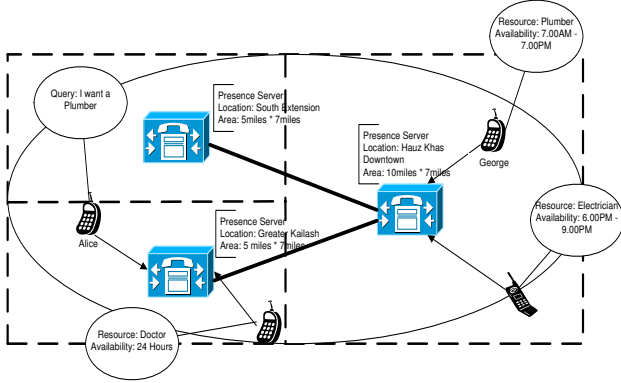 Resource: Plumber
Availability: 7.00AM -
7.00PM
Query: I want a
Plumber
Presence Server
Location: South Extension
Area: 5miles * 7miles
Presence Server
Location: Hauz Khas
Downtown
Area: 10miles * 7miles
George
Resource: Electrician
Availability: 6.00PM -
9.00PM
Presence Server
Location: Greater Kailash
Area: 5 miles * 7miles
Alice
Resource: Doctor
Availability: 24 Hours